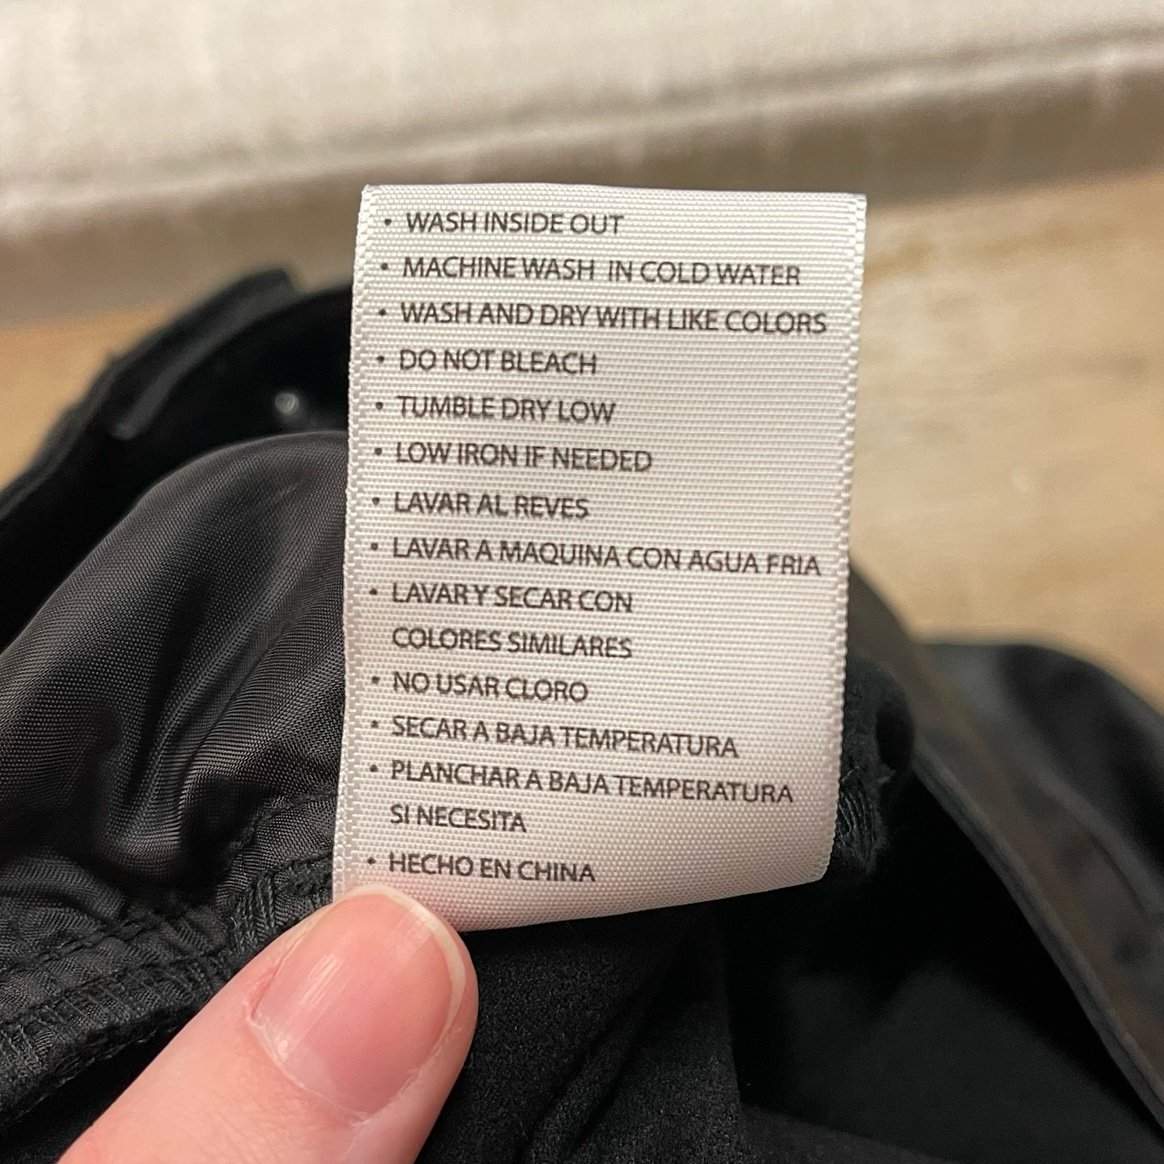 • WASH INSIDE OUT
• MACHINE WASH IN COLD WATER
• WASH AND DRY WITH LIKE COLORS
• DO NOT BLEACH
• TUMBLE DRY LOW
• LOW IRON IF NEEDED
• LAVAR AL REVES
• LAVAR A MAQUINA CON AGUA FRIA
• LAVAR Y SECAR CON
COLORES SIMILARES
• NO USAR CLORO
• SECAR A BAJA TEMPERATURA
• PLANCHAR A BAJA TEMPERATURA
SI NECESITA
• HECHO EN CHINA